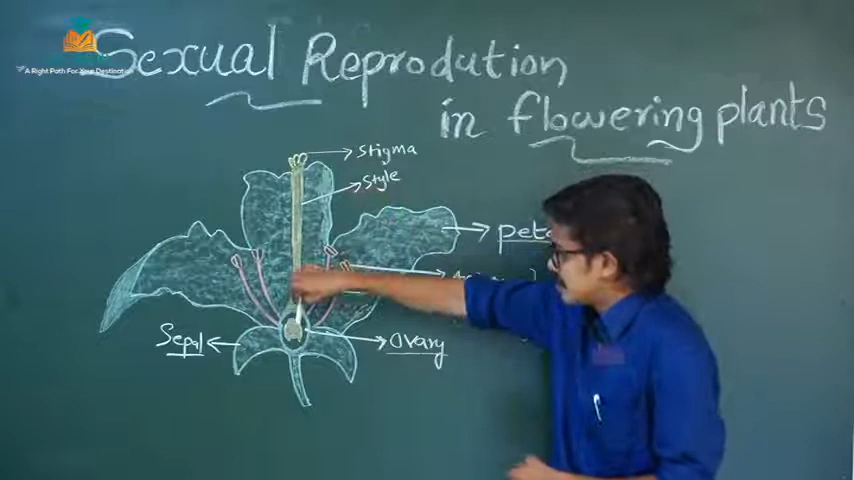 Sexual Reprodution
A Right Path For Your Destination
in flowering plants
Stigma
Style
Sepal
Ovary